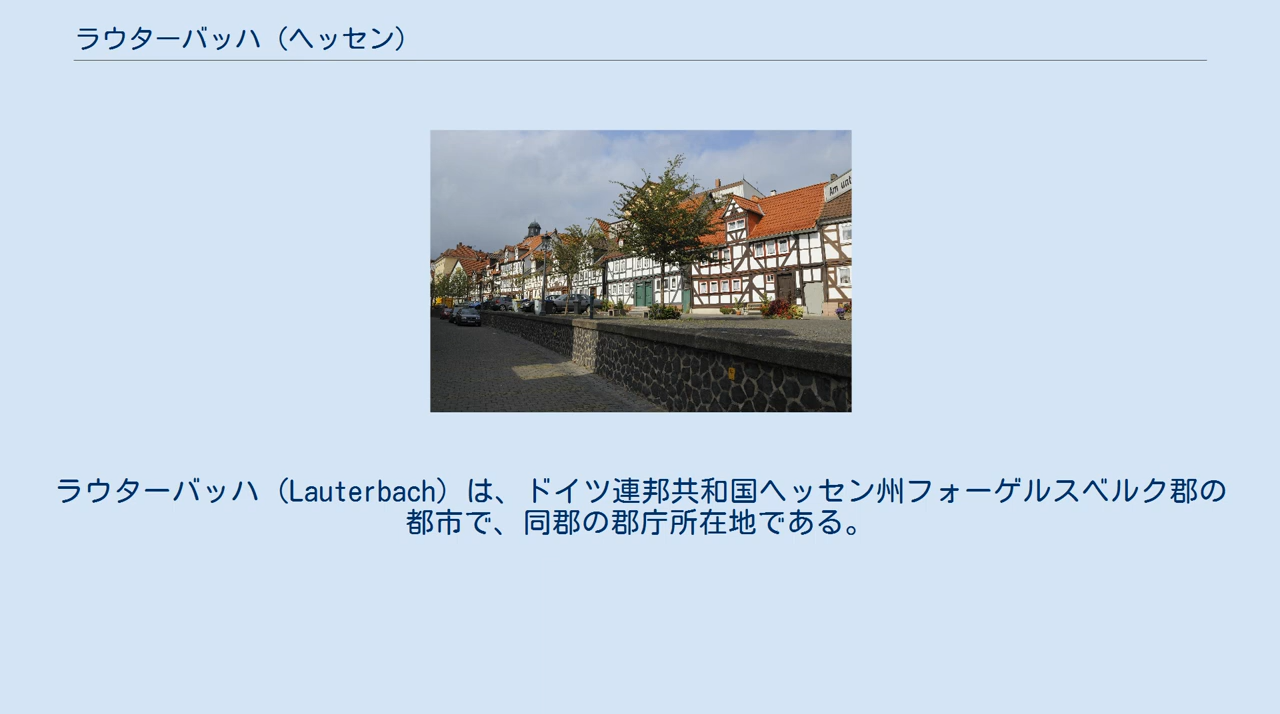 ラウターバッハ（ヘッセン）
Am unt
ラウターバッハ（Lauterbach）は、ドイツ連邦共和国ヘッセン州フォーゲルスベルク郡の
都市で、同郡の郡庁所在地である。